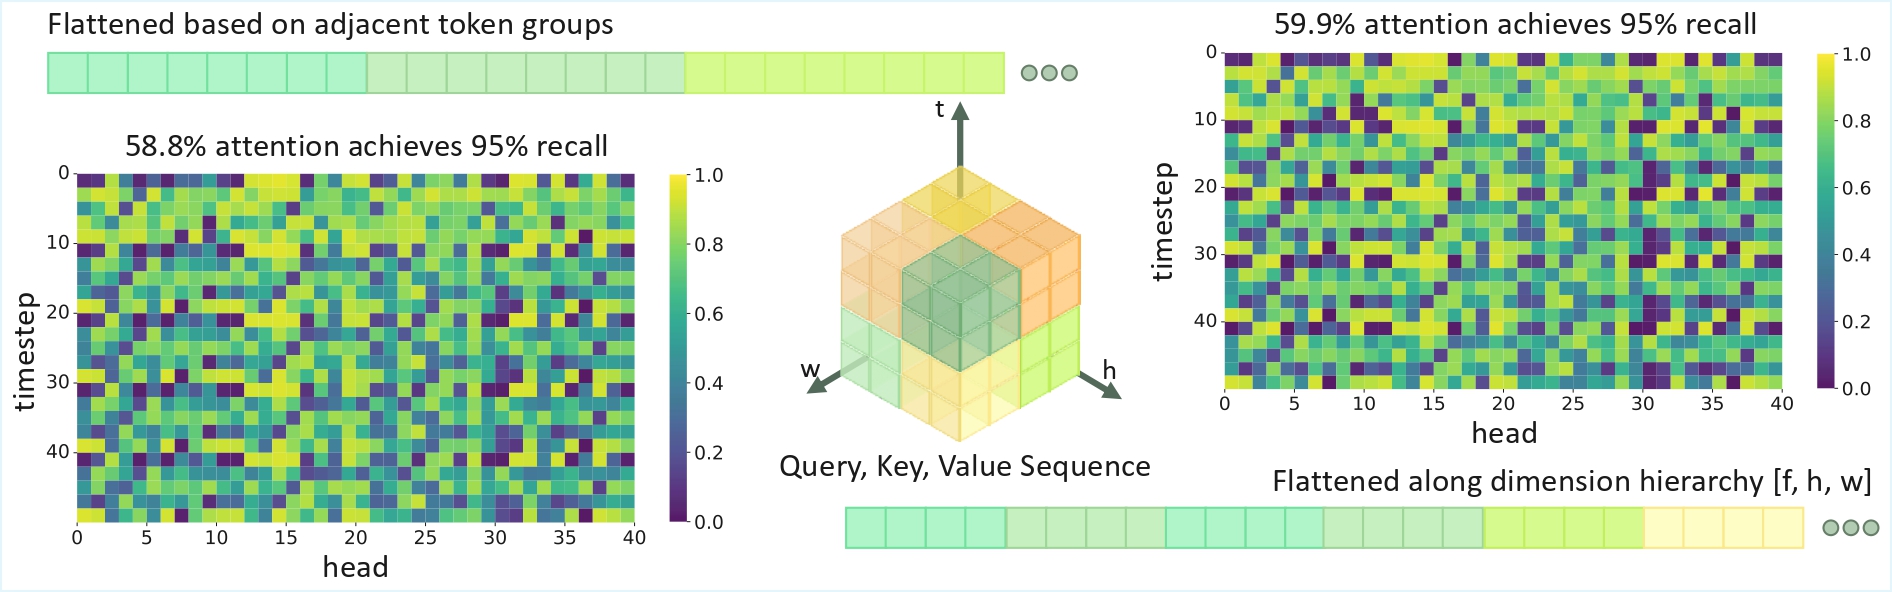 Flattened based on adjacent token groups
58.8% attention achieves 95% recall
timestep
0
10
20
30
40
0 5 10 15 20 25 30 35 40
head
1.0
0.8
0.6
0.4
0.2
0.0
t
w
h
Query, Key, Value Sequence
59.9% attention achieves 95% recall
timestep
0
10
20
30
40
0 5 10 15 20 25 30 35 40
head
1.0
0.8
0.6
0.4
0.2
0.0
Flattened along dimension hierarchy [f, h, w]